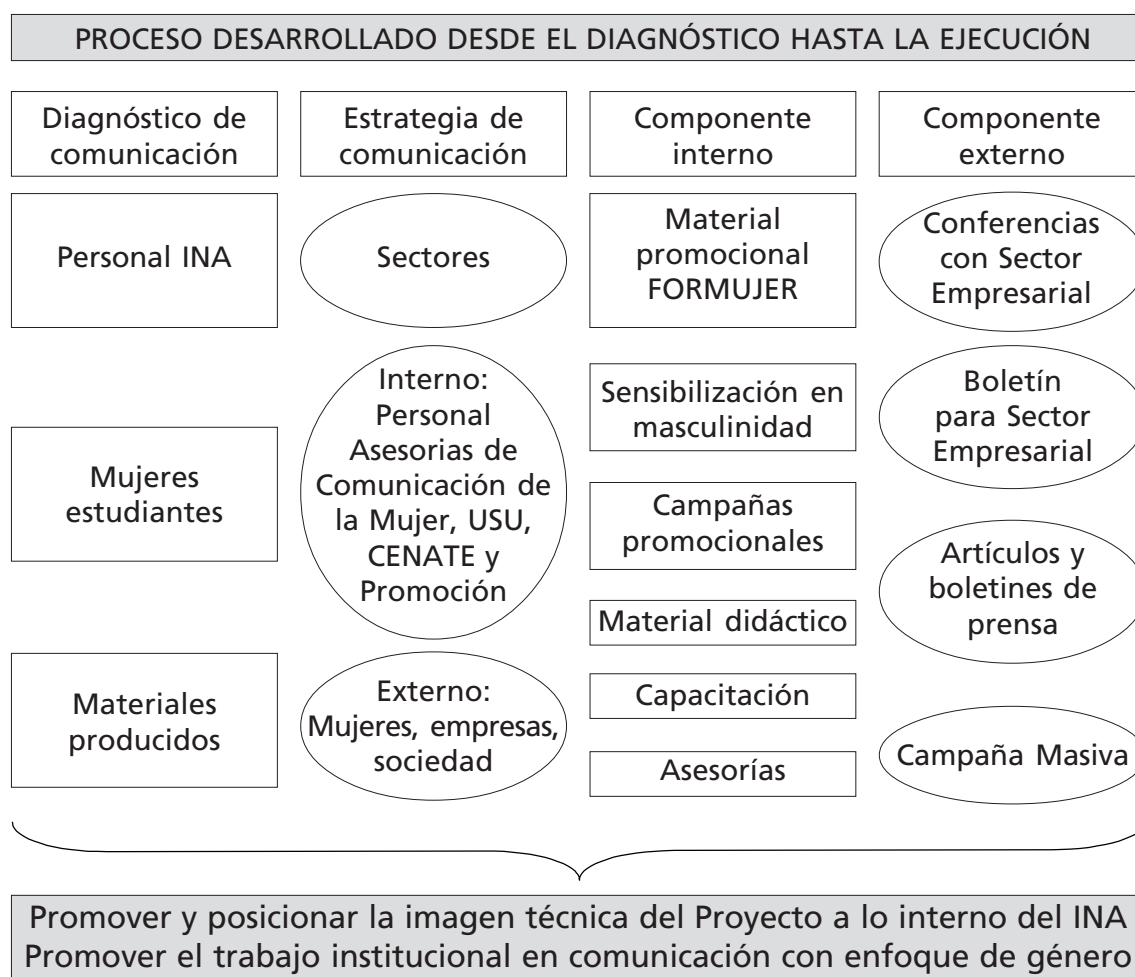 PROCESO DESARROLLADO DESDE EL DIAGNÓSTICO HASTA LA EJECUCIÓN
Diagnóstico de
comunicación
Personal INA
Mujeres
estudiantes
Materiales
producidos
Estrategia de
comunicación
Sectores
Interno:
Personal
Asesorias de
Comunicación de
la Mujer, USU,
CENATE y
Promoción
Externo:
Mujeres, empresas,
sociedad
Componente
interno
Material
promocional
FORMUJER
Sensibilización en
masculinidad
Campañas
promocionales
Material didáctico
Capacitación
Asesorías
Componente
externo
Conferencias
con Sector
Empresarial
Boletín
para Sector
Empresarial
Artículos y
boletines de
prensa
Campaña Masiva
Promover y posicionar la imagen técnica del Proyecto a lo interno del INA
Promover el trabajo institucional en comunicación con enfoque de género